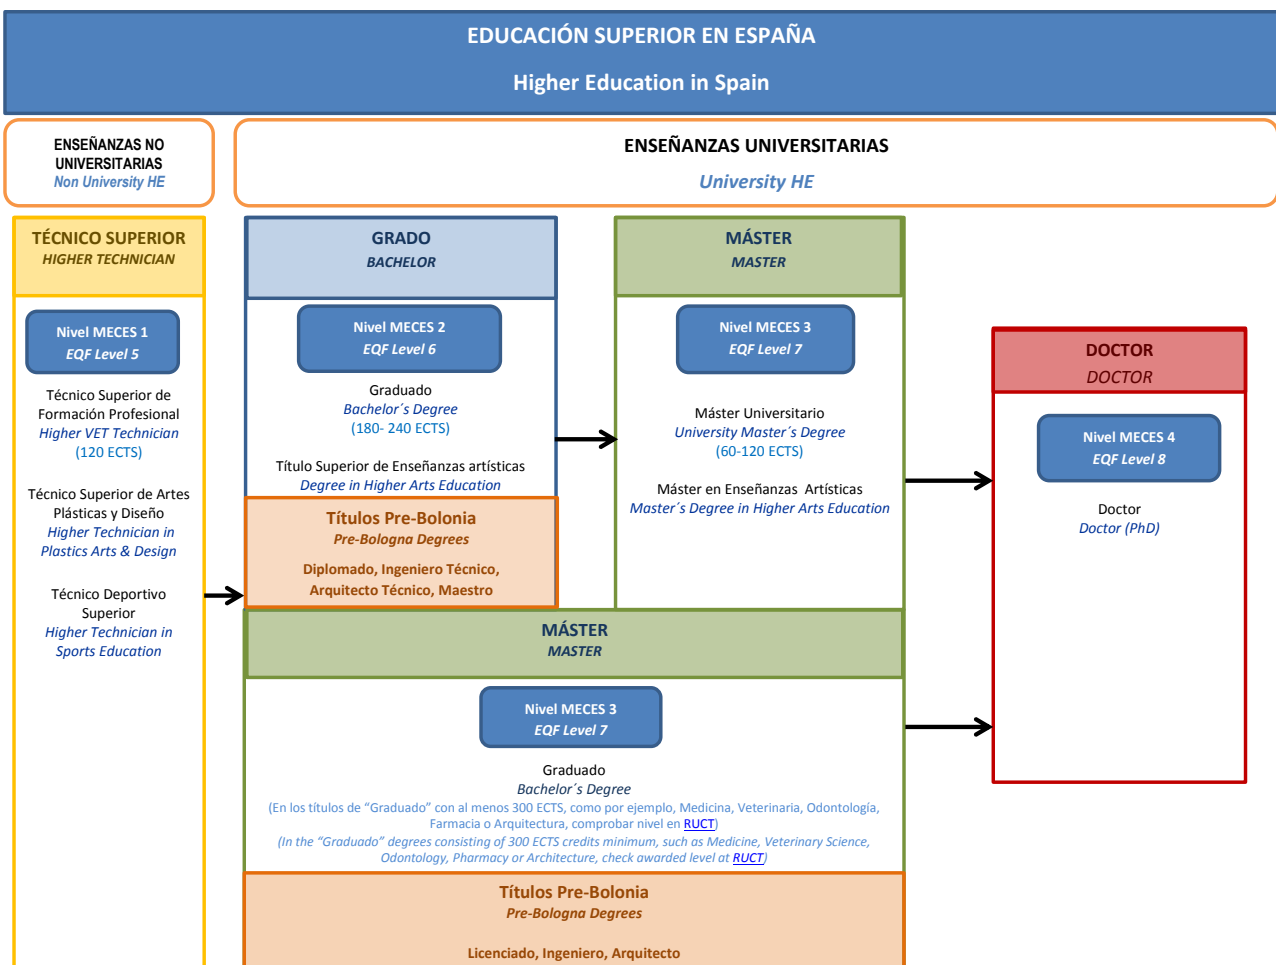 EDUCACIÓN SUPERIOR EN ESPAÑA
Higher Education in Spain
ENSEÑANZAS NO
UNIVERSITARIAS
Non University HE
ENSEÑANZAS UNIVERSITARIAS
University HE
TÉCNICO SUPERIOR
HIGHER TECHNICIAN
Nivel MECES 1
EQF Level 5
Técnico Superior de
Formación Profesional
Higher VET Technician
(120 ECTS)
Técnico Superior de Artes
Plásticas y Diseño
Higher Technician in
Plastics Arts & Design
Técnico Deportivo
Superior
Higher Technician in
Sports Education
GRADO
BACHELOR
Nivel MECES 2
EQF Level 6
Graduado
Bachelor´s Degree
(180- 240 ECTS)
Título Superior de Enseñanzas artísticas
Degree in Higher Arts Education
Títulos Pre-Bolonia
Pre-Bologna Degrees
Diplomado, Ingeniero Técnico,
Arquitecto Técnico, Maestro
MÁSTER
MASTER
Nivel MECES 3
EQF Level 7
Máster Universitario
University Master´s Degree
(60-120 ECTS)
Máster en Enseñanzas Artísticas
Master´s Degree in Higher Arts Education
MÁSTER
MASTER
Nivel MECES 3
EQF Level 7
Graduado
Bachelor´s Degree
(En los títulos de “Graduado” con al menos 300 ECTS, como por ejemplo, Medicina, Veterinaria, Odontología,
Farmacia o Arquitectura, comprobar nivel en RUCT)
(In the “Graduado” degrees consisting of 300 ECTS credits minimum, such as Medicine, Veterinary Science,
Odontology, Pharmacy or Architecture, check awarded level at RUCT)
Títulos Pre-Bolonia
Pre-Bologna Degrees
Licenciado, Ingeniero, Arquitecto
DOCTOR
DOCTOR
Nivel MECES 4
EQF Level 8
Doctor
Doctor (PhD)